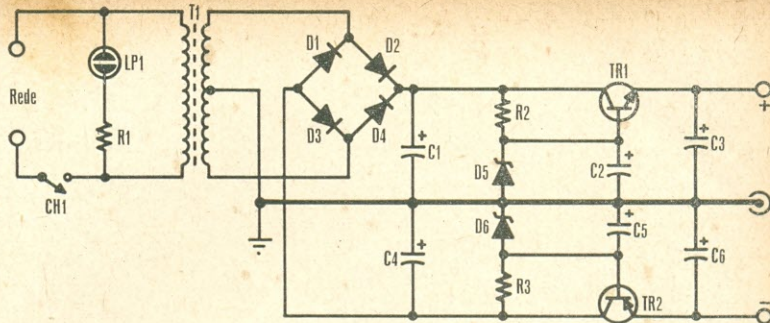 T1
D1
D2
LP1
TR1
Rede
R2
+
R1
D3
D4
+
C1
+
C2
+
C3
D5
CH1
D6
+
C4
+
C5
+
C6
R3
TR2
−